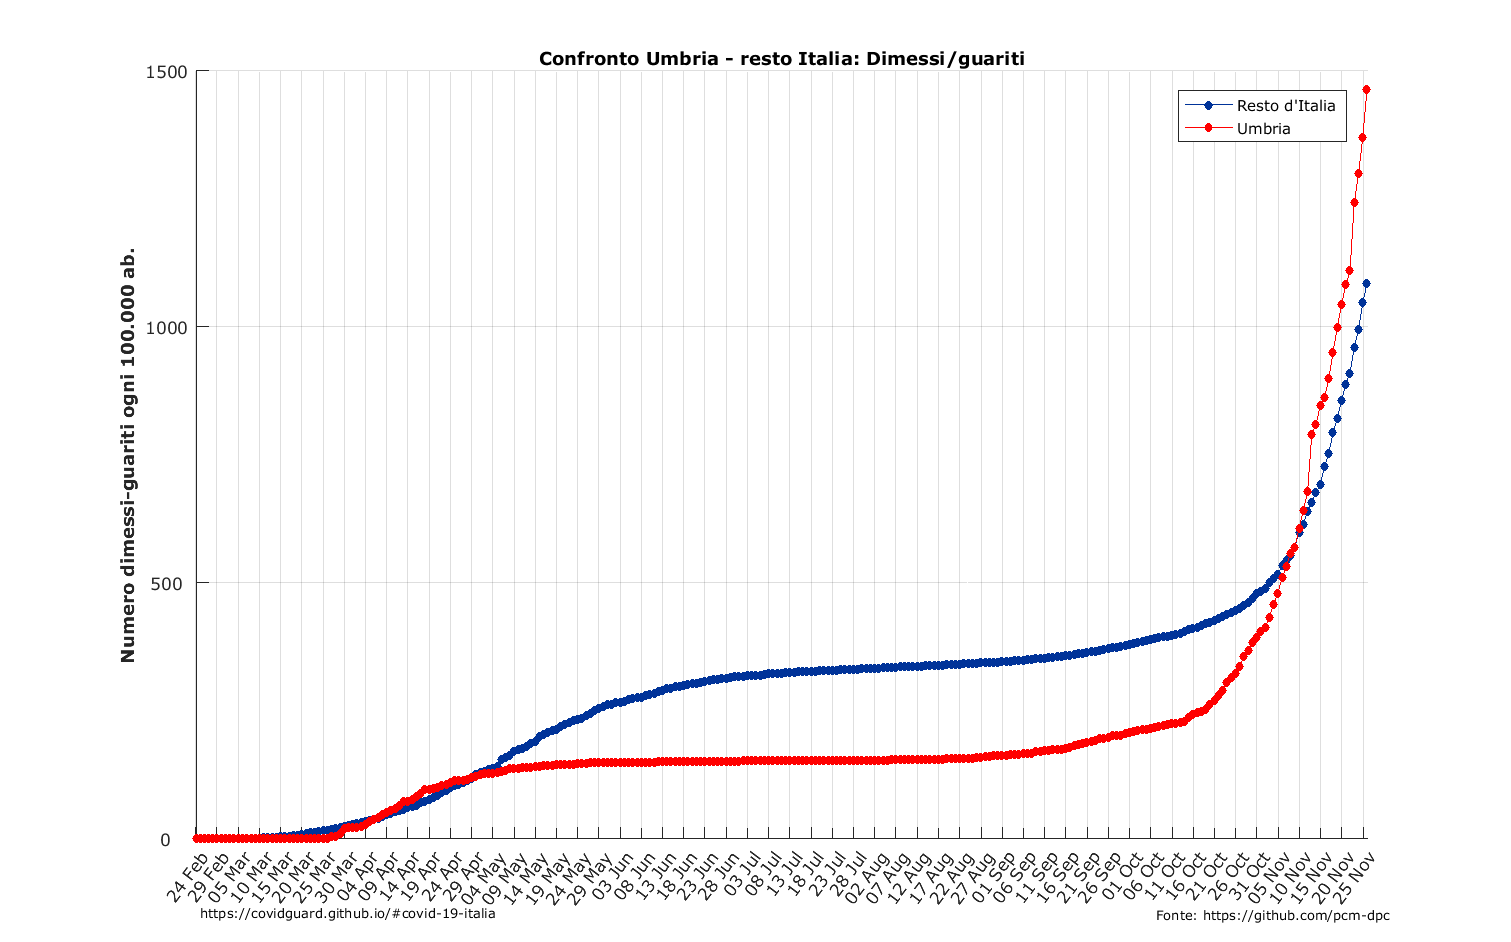 Confronto Umbria - resto Italia: Dimessi/guariti
Numero dimessi-guariti ogni 100.000 ab.
1500
1000
500
0
Resto d'Italia
Umbria
24 Feb
29 Feb
05 Mar
10 Mar
15 Mar
20 Mar
25 Mar
30 Mar
04 Apr
09 Apr
14 Apr
19 Apr
24 Apr
29 Apr
04 May
09 May
14 May
19 May
24 May
29 May
03 Jun
08 Jun
13 Jun
18 Jun
23 Jun
28 Jun
03 Jul
08 Jul
13 Jul
18 Jul
23 Jul
28 Jul
02 Aug
07 Aug
12 Aug
17 Aug
22 Aug
27 Aug
01 Sep
06 Sep
11 Sep
16 Sep
21 Sep
26 Sep
01 Oct
06 Oct
11 Oct
16 Oct
21 Oct
26 Oct
31 Oct
05 Nov
10 Nov
15 Nov
20 Nov
25 Nov
https://covidguard.github.io/#covid-19-italia
Fonte: https://github.com/pcm-dpc